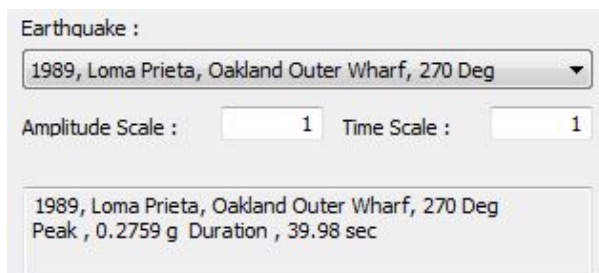 Earthquake :
1989, Loma Prieta, Oakland Outer Wharf, 270 Deg
Amplitude Scale : 1 Time Scale : 1
1989, Loma Prieta, Oakland Outer Wharf, 270 Deg
Peak , 0.2759 g Duration , 39.98 sec